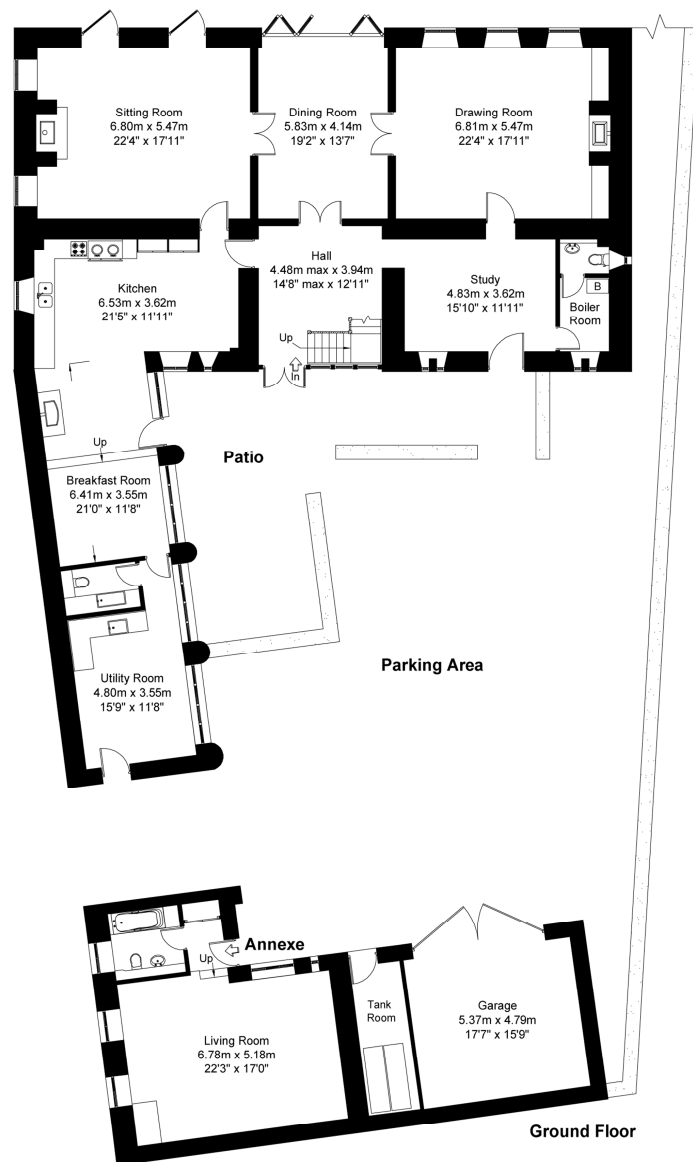 Sitting Room
6.80m x 5.47m
22'4" x 17'11"
Dining Room
5.83m x 4.14m
19'2" x 13'7"
Drawing Room
6.81m x 5.47m
22'4" x 17'11"
Kitchen
6.53m x 3.62m
21'5" x 11'11"
Hall
4.48m max x 3.94m
14'8" max x 12'11"
Up
In
Study
4.83m x 3.62m
15'10" x 11'11"
B
Boiler
Room
Up
Patio
Breakfast Room
6.41m x 3.55m
21'0" x 11'8"
Parking Area
Utility Room
4.80m x 3.55m
15'9" x 11'8"
Annexe
Up
Living Room
6.78m x 5.18m
22'3" x 17'0"
Tank
Room
Garage
5.37m x 4.79m
17'7" x 15'9"
Ground Floor